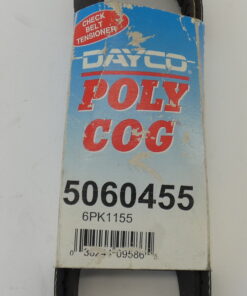 CHECK
BELT
TENSIONER
DAYCO
POLY
COG
5060455
6PK1155